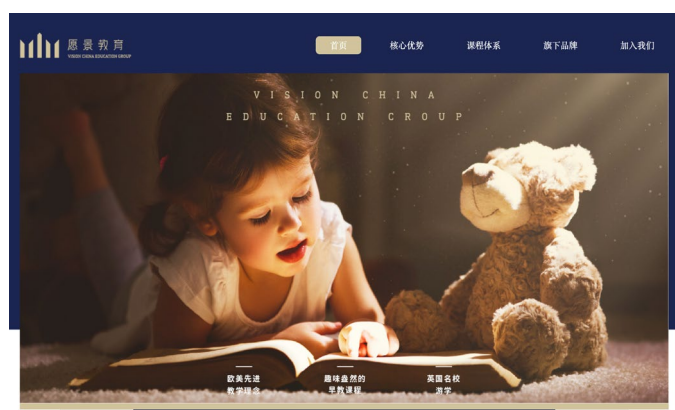 愿景教育
VISION CHINA EDUCATION GROUP
首页 核心优势 课程体系 旗下品牌 加入我们
VISION CHINA
EDUCATION CROUP
欧美先进 趣味盎然的 英国名校
教学理念 早教课程 游学